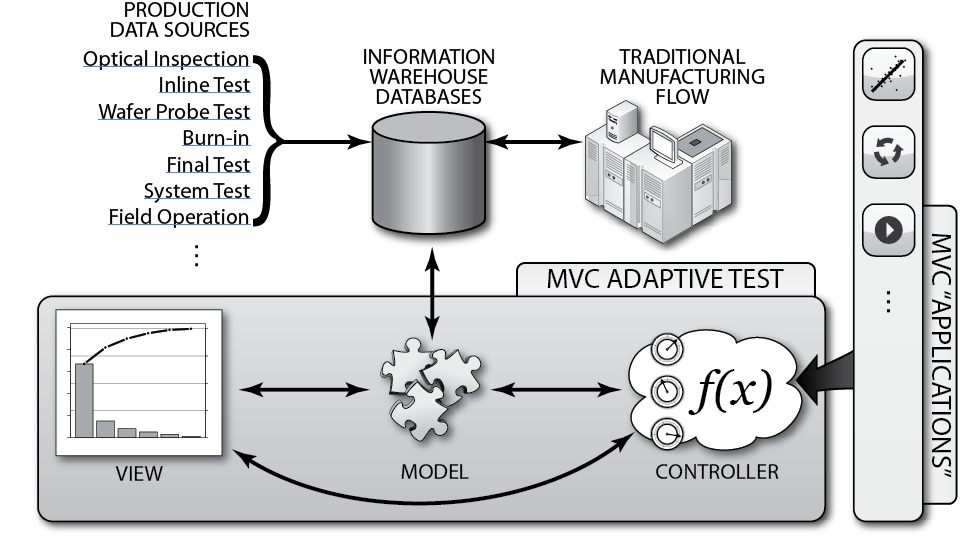 PRODUCTION
DATA SOURCES
Optical Inspection
Inline Test
Wafer Probe Test
Burn-in
Final Test
System Test
Field Operation
⋮
INFORMATION
WAREHOUSE
DATABASES
TRADITIONAL
MANUFACTURING
FLOW
MVC ADAPTIVE TEST
VIEW
MODEL
f(x)
CONTROLLER
⋮
MVC “APPLICATIONS”